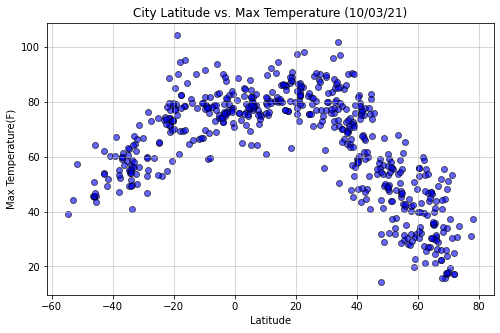 City Latitude vs. Max Temperature (10/03/21)
Max Temperature(F)
100
80
60
40
20
−60 −40 −20 0 20 40 60 80
Latitude